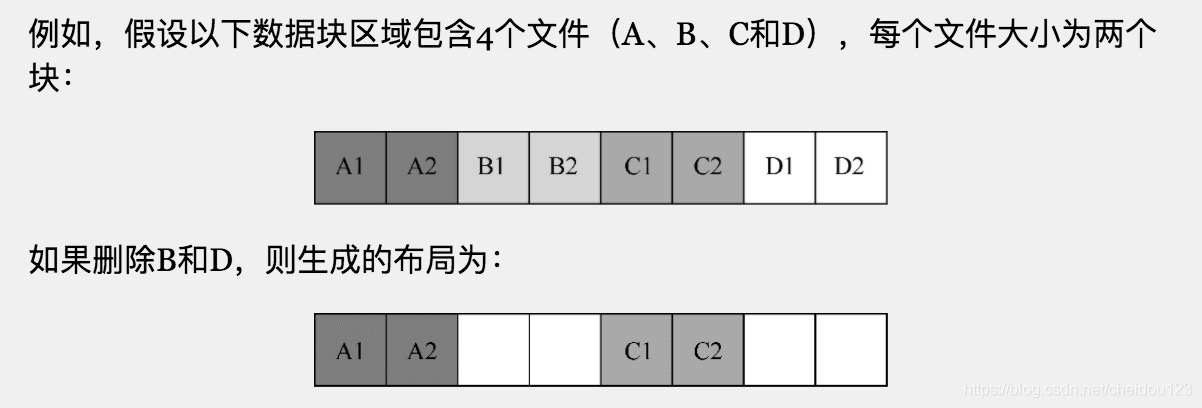 例如，假设以下数据块区域包含4个文件（A、B、C和D），每个文件大小为两个
块：
A1 A2 B1 B2 C1 C2 D1 D2
如果删除B和D，则生成的布局为：
A1 A2 C1 C2
https://blog.csdn.net/cheidou123